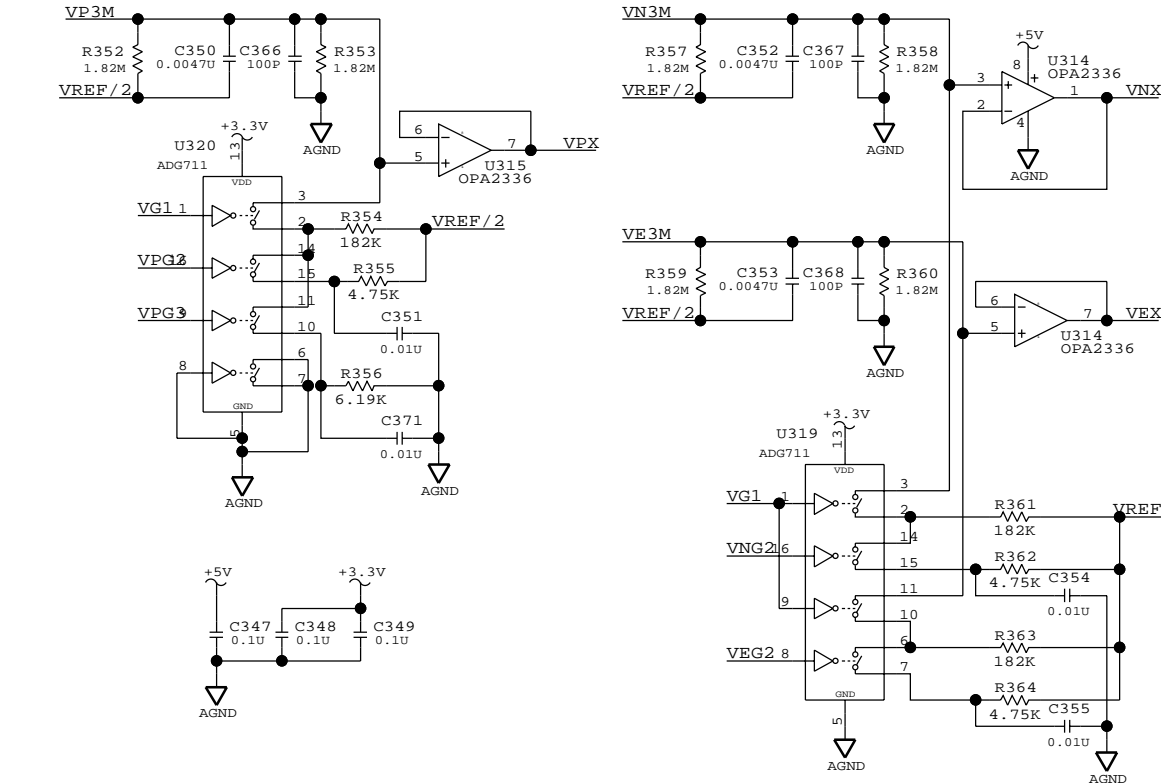 VP3M
R352
1.82M
C350
0.0047U
C366
100P
R353
1.82M
VREF/2
AGND
+3.3V
U320
ADG711
13
VDD
6
5
7
VPX
U315
OPA2336
VG1 1
3
2
R354
182K
VREF/2
VPG2
16
14
15
R355
4.75K
VPG3
9
11
10
C351
0.01U
8
6
7
R356
6.19K
GND
5
C371
0.01U
AGND
AGND
+5V
+3.3V
C347
0.1U
C348
0.1U
C349
0.1U
AGND
VN3M
R357
1.82M
C352
0.0047U
C367
100P
R358
1.82M
VREF/2
AGND
+5V
8
U314
OPA2336
3
2
1
VNX
4
AGND
VE3M
R359
1.82M
C353
0.0047U
C368
100P
R360
1.82M
VREF/2
AGND
6
5
7
VEX
U314
OPA2336
+3.3V
U319
ADG711
13
VDD
VG1 1
3
2
R361
182K
VREF
VNG2
16
14
15
R362
4.75K
C354
0.01U
9
11
10
R363
182K
VEG2 8
6
7
R364
4.75K
C355
0.01U
GND
5
AGND
AGND